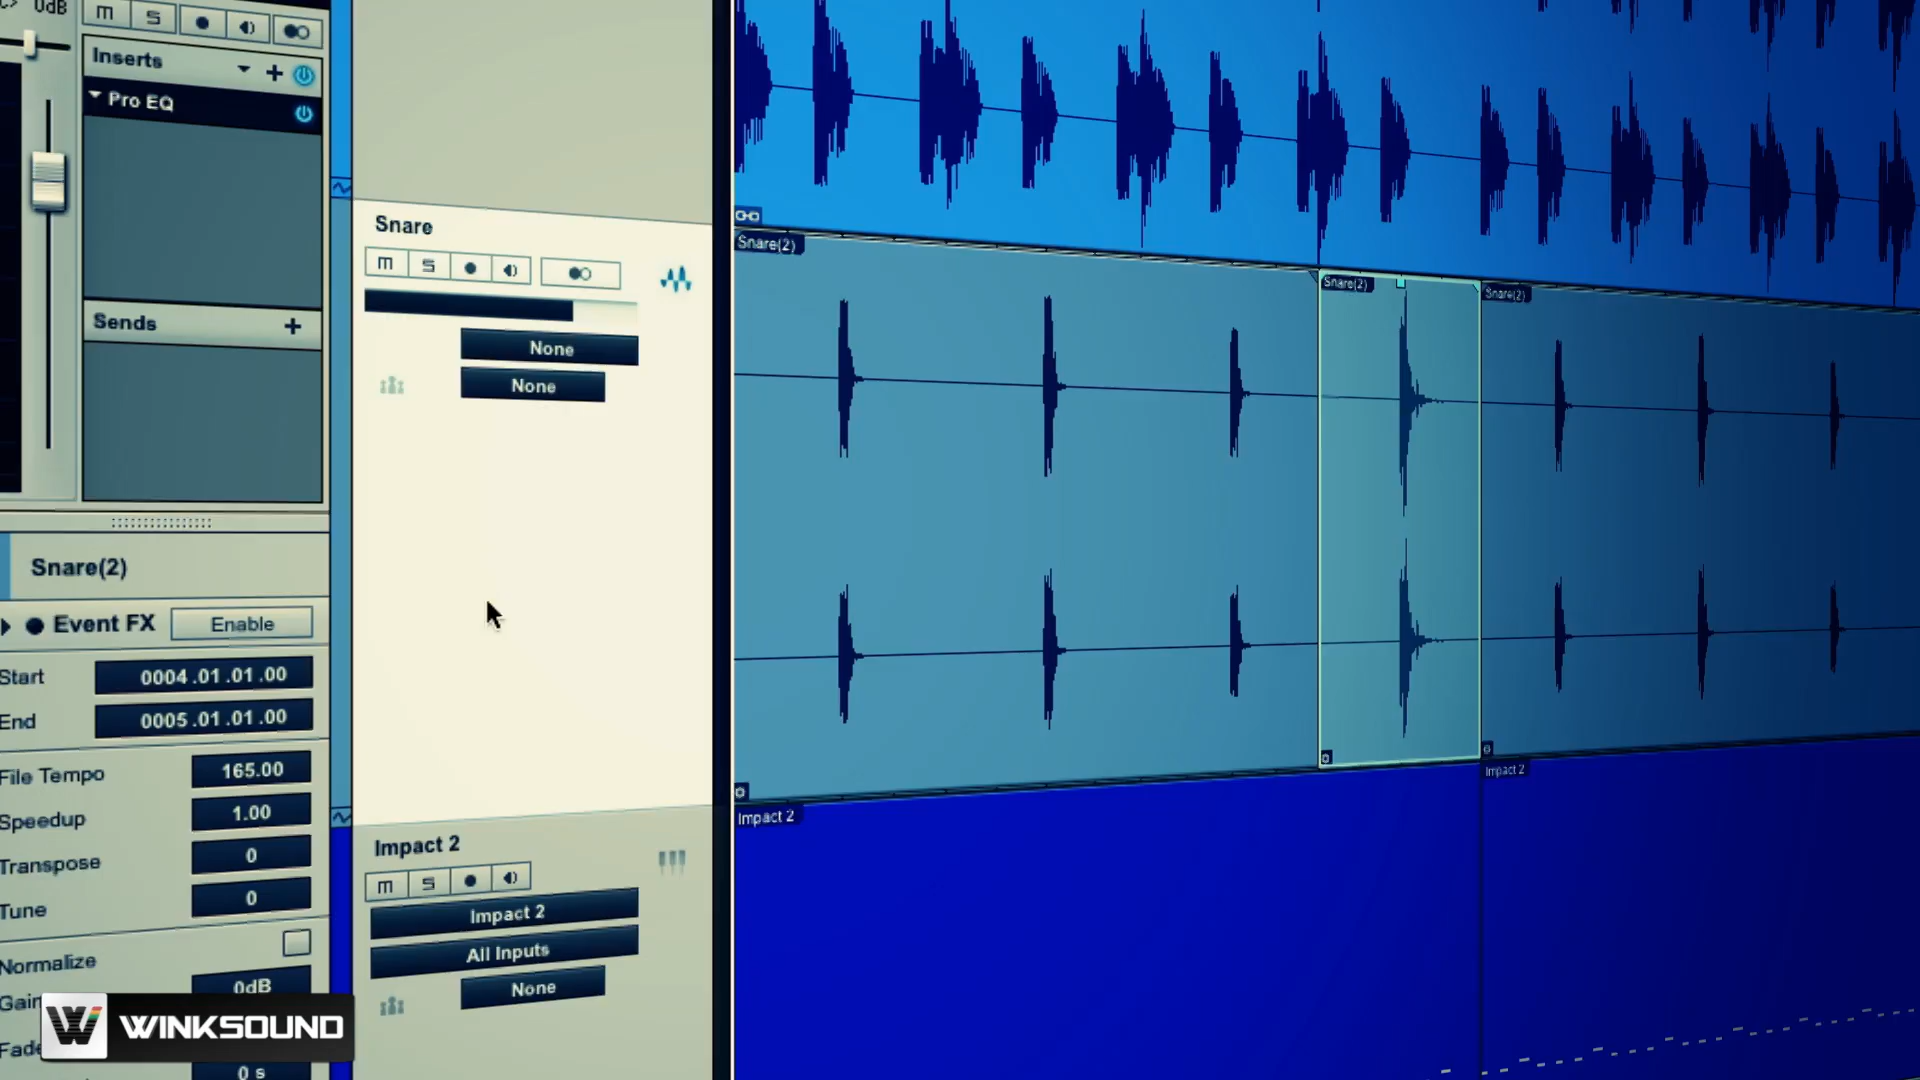 0dB
m S
Inserts
Pro EQ
Sends
Snare(2)
Event FX Enable
Start 0004.01.01.00
End 0005.01.01.00
File Tempo 165.00
Speedup 1.00
Transpose 0
Tune 0
Normalize
Gain 0dB
Fade
0 s
Snare
m S
None
None
Impact 2
m S
Impact 2
All Inputs
None
Snare(2)
Snare(2)
Snare(2)
Impact 2
Impact 2
W WINKSOUND